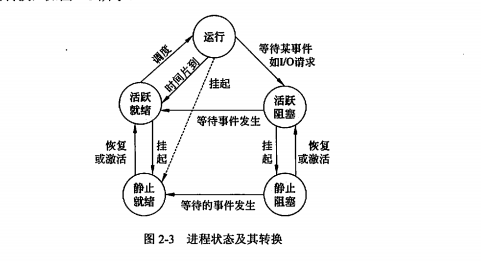 运行
调度
时间片到
挂起
等待某事件
如I/O请求
活跃
就绪
等待事件发生
活跃
阻塞
恢复
或激活
挂
起
挂
起
恢复
或激活
静止
就绪
等待的事件发生
静止
阻塞
图 2-3 进程状态及其转换